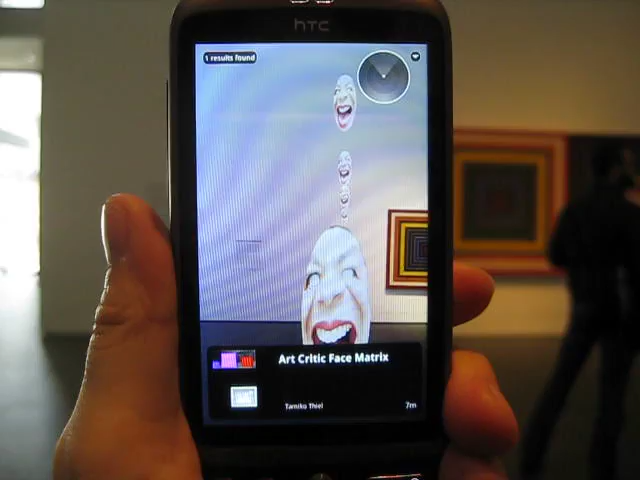 hTC
1 results found
Art Critic Face Matrix
Tamiko Thiel
7m